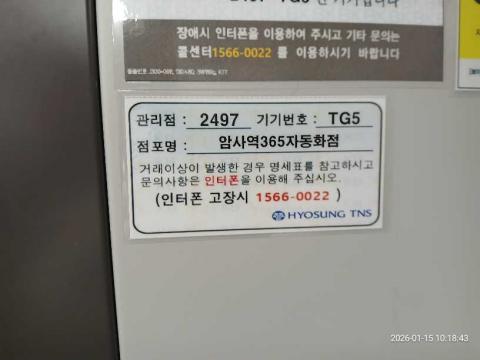 장애시 인터폰을 이용하여 주시고 기타 문의는
콜센터1566-0022 를 이용하시기 바랍니다
관리점 : 2497 기기번호 : TG5
점포명 : 암사역365자동화점
거래이상이 발생한 경우 명세표를 참고하시고
문의사항은 인터폰을 이용해 주십시오.
(인터폰 고장시 1566-0022 )
HYOSUNG TNS
2026-01-15 10:18:43